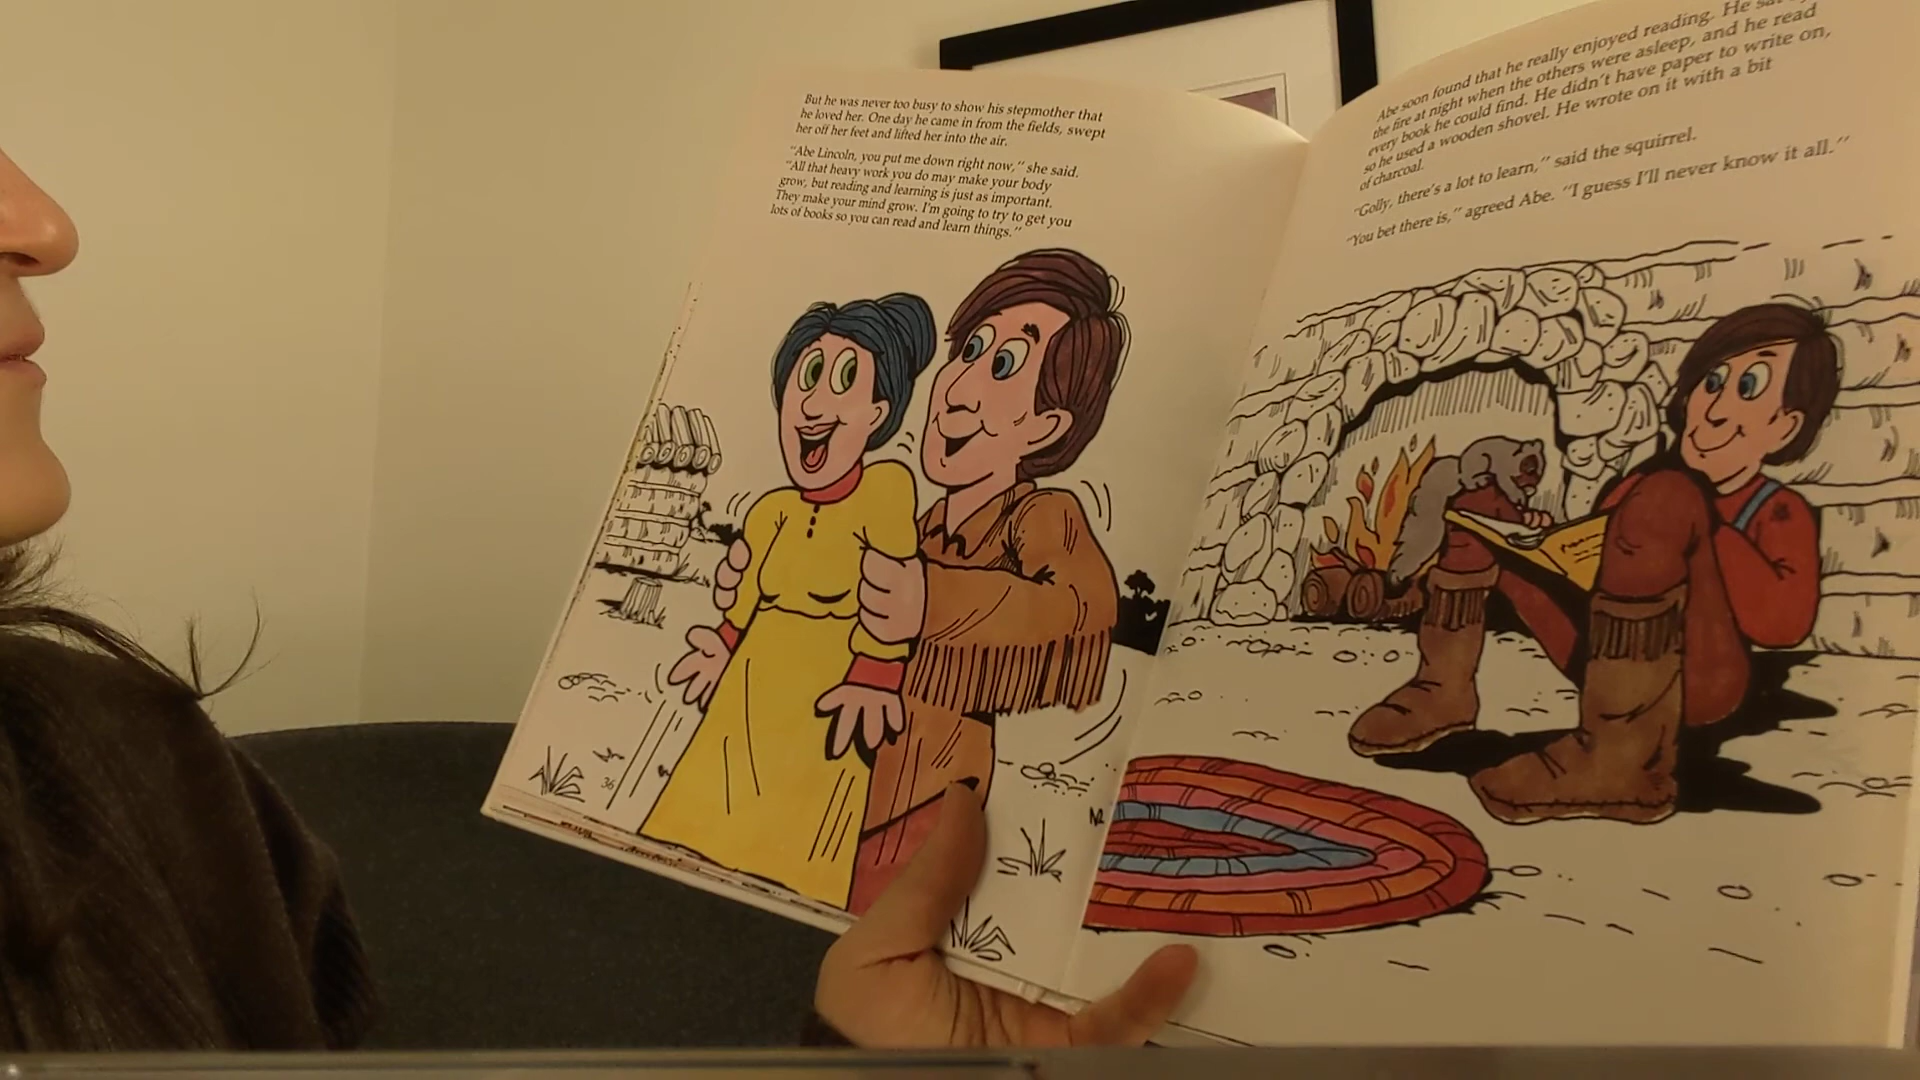 But he was never too busy to show his stepmother that
he loved her. One day he came in from the fields, swept
her off her feet and lifted her into the air.
"Abe Lincoln, you put me down right now," she said.
"All that heavy work you do may make your body
grow, but reading and learning is just as important.
They make your mind grow. I'm going to try to get you
lots of books so you can read and learn things."
36
Abe soon found that he really enjoyed reading. He
the fire at night when the others were asleep, and he read
every book he could find. He didn't have paper to write on,
so he used a wooden shovel. He wrote on it with a bit
of charcoal.
"Golly, there's a lot to learn," said the squirrel.
"You bet there is," agreed Abe. "I guess I'll never know it all."